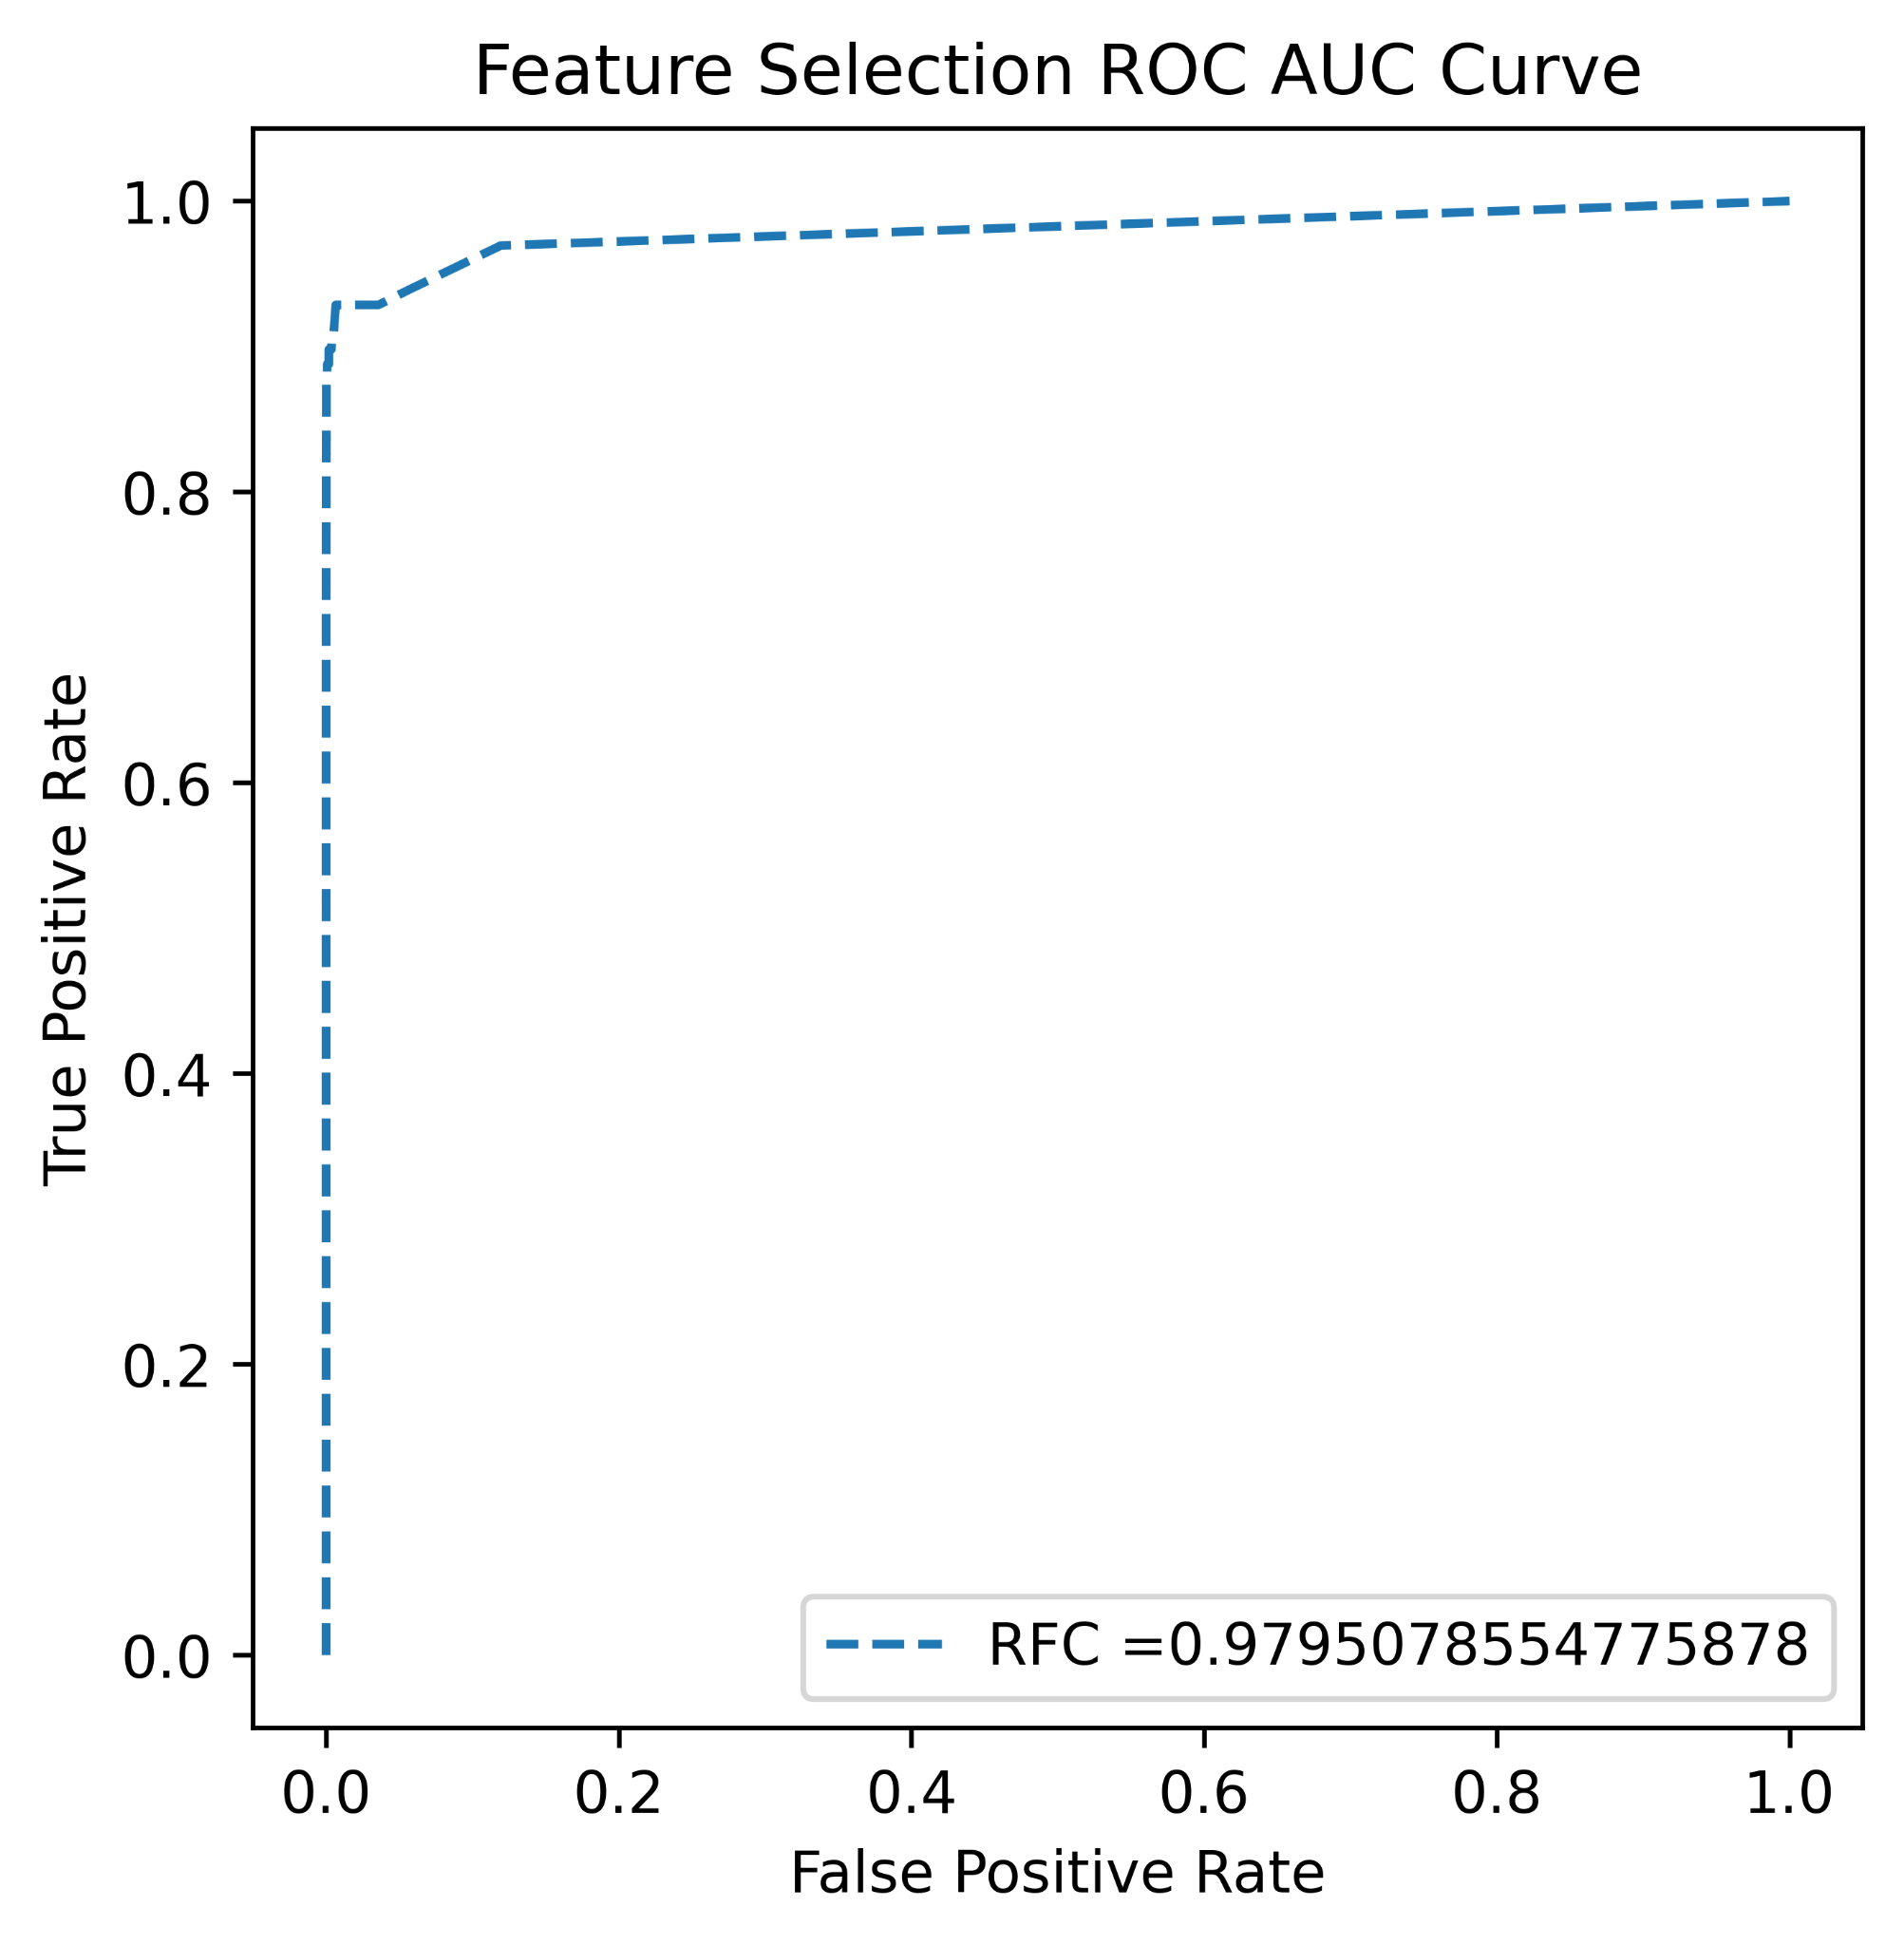 Feature Selection ROC AUC Curve
1.0
0.8
0.6
0.4
0.2
0.0
True Positive Rate
RFC =0.9795078554775878
0.0 0.2 0.4 0.6 0.8 1.0
False Positive Rate